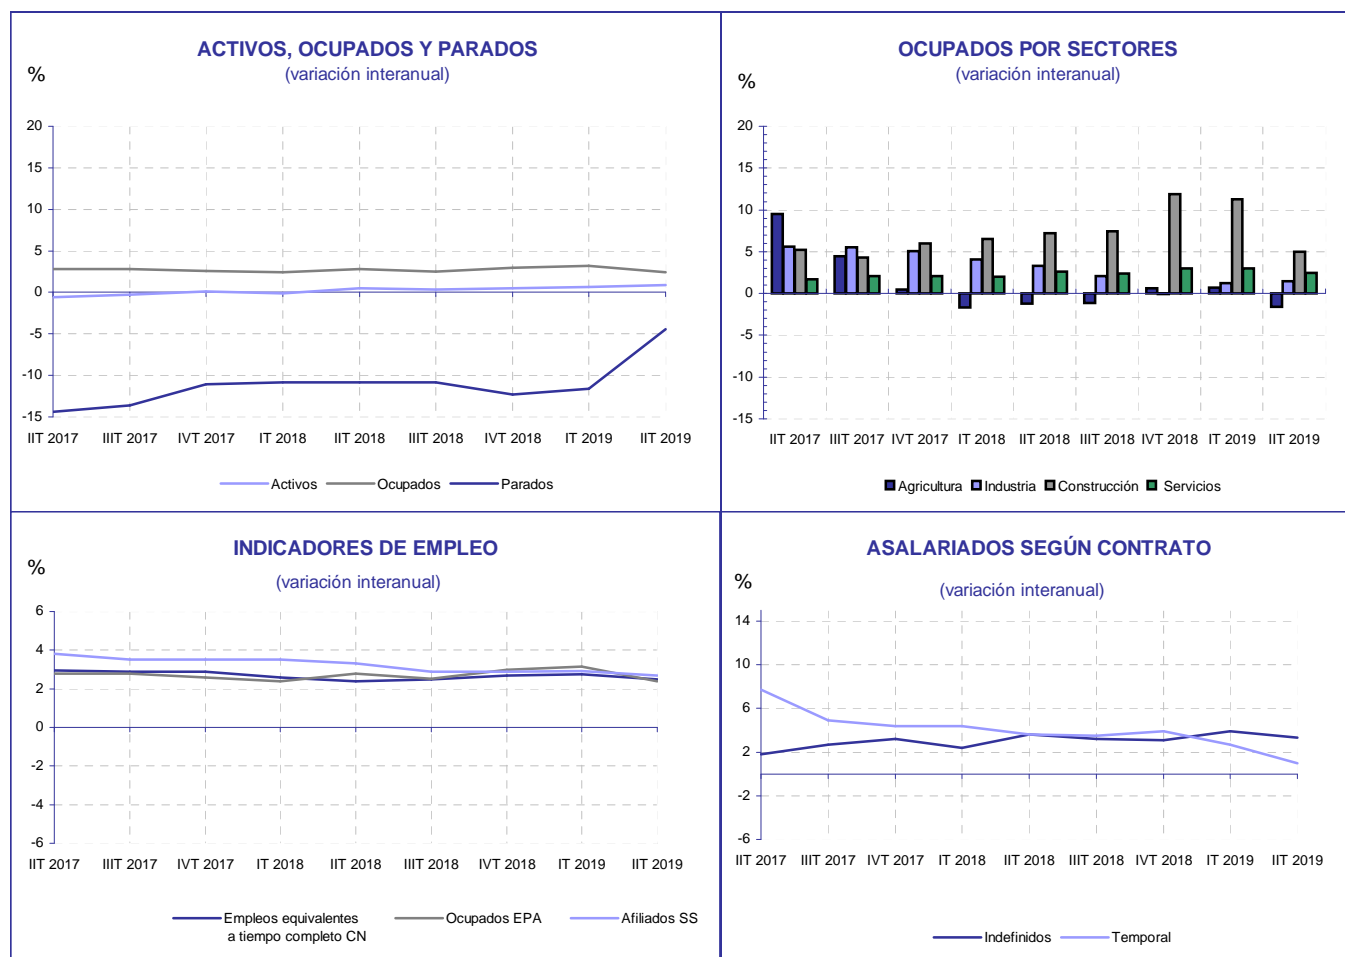 ACTIVOS, OCUPADOS Y PARADOS
(variación interanual)
%
20
15
10
5
0
-5
-10
-15
IIT 2017 IIIT 2017 IVT 2017 IT 2018 IIT 2018 IIIT 2018 IVT 2018 IT 2019 IIT 2019
Activos Ocupados Parados
OCUPADOS POR SECTORES
(variación interanual)
%
20
15
10
5
0
-5
-10
-15
IIT 2017 IIIT 2017 IVT 2017 IT 2018 IIT 2018 IIIT 2018 IVT 2018 IT 2019 IIT 2019
Agricultura Industria Construcción Servicios
INDICADORES DE EMPLEO
(variación interanual)
%
6
4
2
0
-2
-4
-6
IIT 2017 IIIT 2017 IVT 2017 IT 2018 IIT 2018 IIIT 2018 IVT 2018 IT 2019 IIT 2019
Empleos equivalentes Ocupados EPA Afiliados SS
a tiempo completo CN
ASALARIADOS SEGÚN CONTRATO
(variación interanual)
%
14
10
6
2
-2
-6
IIT 2017 IIIT 2017 IVT 2017 IT 2018 IIT 2018 IIIT 2018 IVT 2018 IT 2019 IIT 2019
Indefinidos Temporal